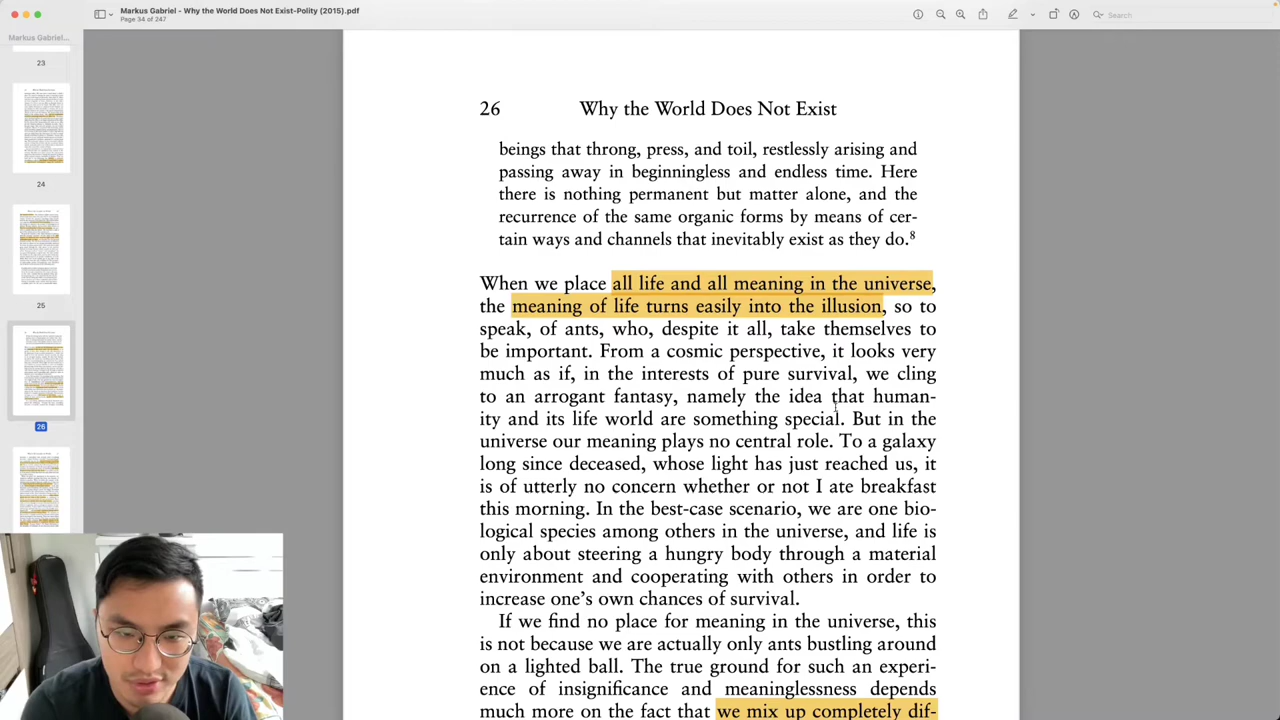 Markus Gabriel - Why the World Does Not Exist-Polity (2015).pdf
Page 34 of 247
Search
Markus Gabriel...
23
24
25
26
26 Why the World Does Not Exist
beings that throng, press, and toil, restlessly arising and
passing away in beginningless and endless time. Here
there is nothing permanent but matter alone, and the
recurrence of the same organic forms by means of cer-
tain ways and channels that inevitably exist as they do.8
When we place all life and all meaning in the universe,
the meaning of life turns easily into the illusion, so to
speak, of ants, who, despite it all, take themselves to
be important. From a cosmic perspective, it looks very
much as if, in the interests of pure survival, we cling
to an arrogant fantasy, namely the idea that human-
ity and its life world are something special. But in the
universe our meaning plays no central role. To a galaxy
long since deceased, whose light has just reached us, it
is of utterly no concern whether or not I ate breakfast
this morning. In the best-case scenario, we are one bio-
logical species among others in the universe, and life is
only about steering a hungry body through a material
environment and cooperating with others in order to
increase one's own chances of survival.
If we find no place for meaning in the universe, this
is not because we are actually only ants bustling around
on a lighted ball. The true ground for such an experi-
ence of insignificance and meaninglessness depends
much more on the fact that we mix up completely dif-